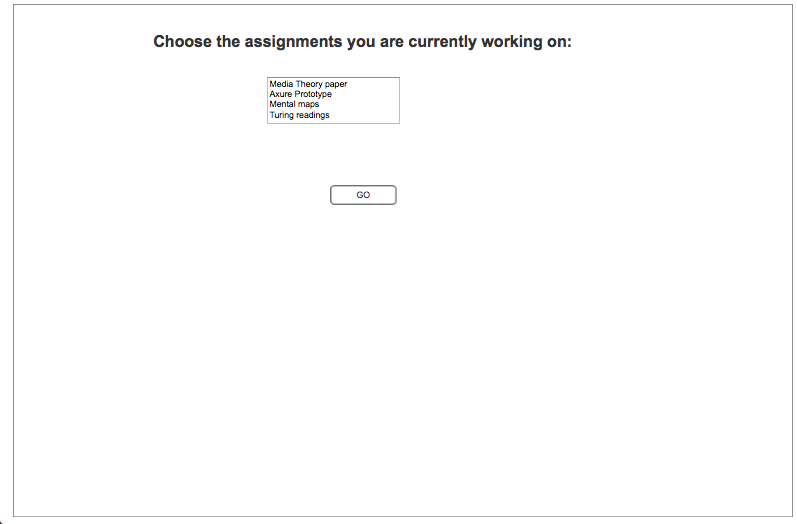 Choose the assignments you are currently working on:
Media Theory paper
Axure Prototype
Mental maps
Turing readings
GO